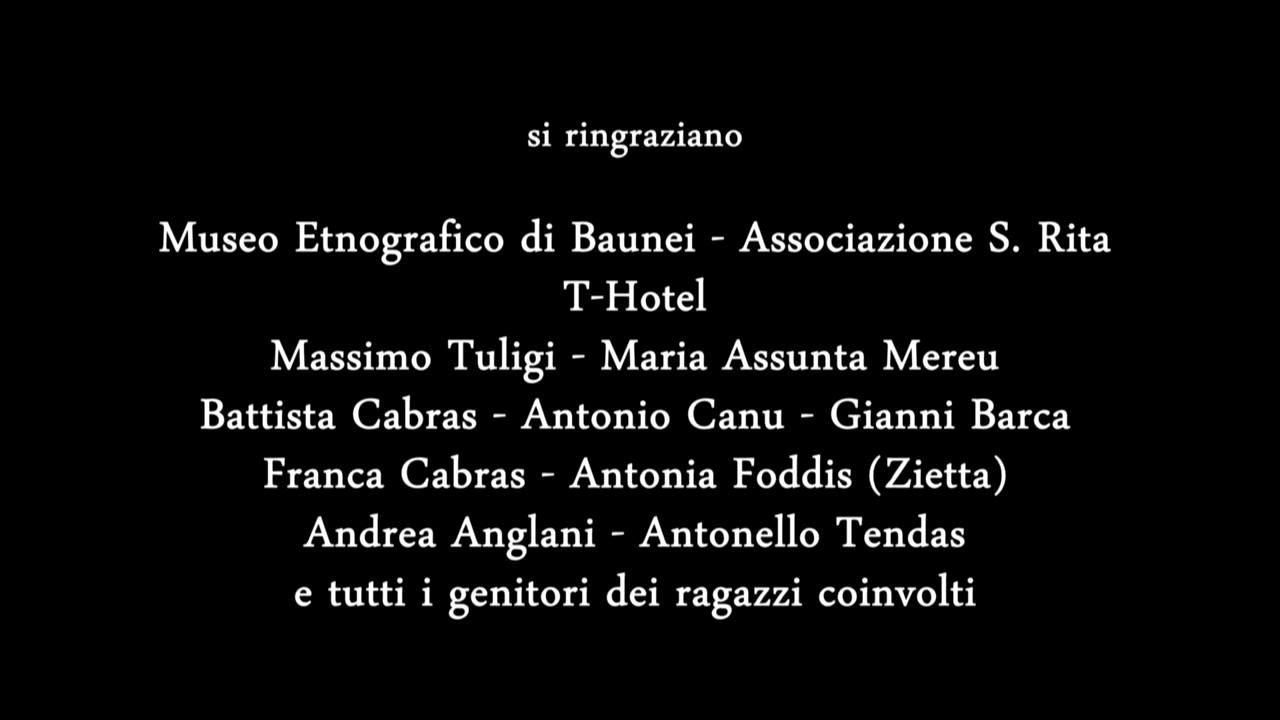 si ringraziano
Museo Etnografico di Baunei - Associazione S. Rita
T-Hotel
Massimo Tuligi - Maria Assunta Mereu
Battista Cabras - Antonio Canu - Gianni Barca
Franca Cabras - Antonia Foddis (Zietta)
Andrea Anglani - Antonello Tendas
e tutti i genitori dei ragazzi coinvolti